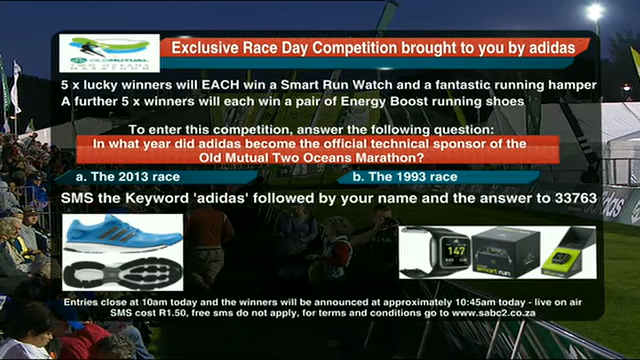 OLDMUTUAL
TWO OCEANS
MARATHON
Exclusive Race Day Competition brought to you by adidas
5 x lucky winners will EACH win a Smart Run Watch and a fantastic running hamper
A further 5 x winners will each win a pair of Energy Boost running shoes
To enter this competition, answer the following question:
In what year did adidas become the official technical sponsor of the
Old Mutual Two Oceans Marathon?
a. The 2013 race
b. The 1993 race
SMS the Keyword 'adidas' followed by your name and the answer to 33763
147
smart run
Entries close at 10am today and the winners will be announced at approximately 10:45am today - live on air
SMS cost R1.50, free sms do not apply, for terms and conditions go to www.sabc2.co.za